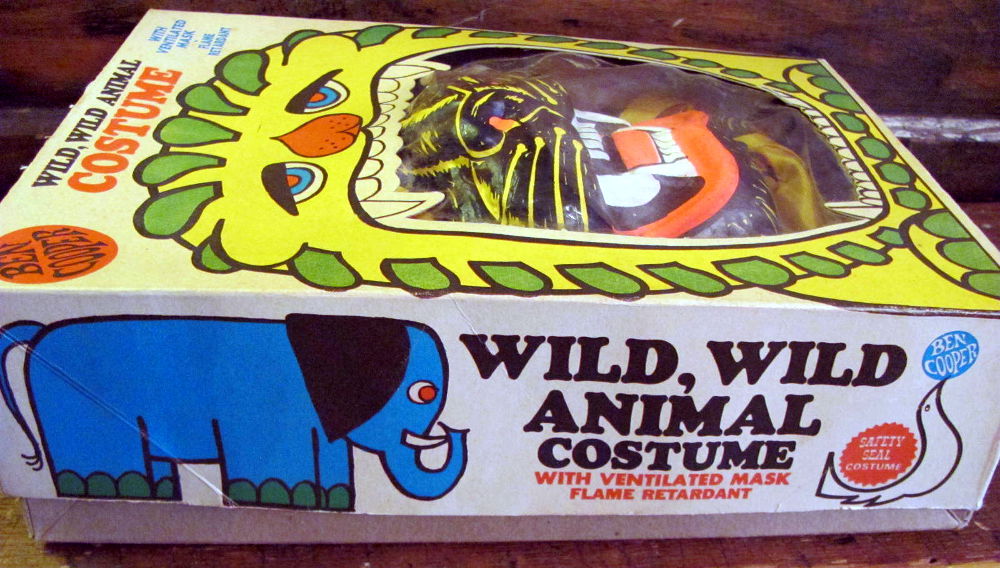 WITH
VENTILATED
MASK
FLAME
RETARDANT
WILD, WILD ANIMAL
COSTUME
BEN
COOPER
WILD, WILD
ANIMAL
COSTUME
WITH VENTILATED MASK
FLAME RETARDANT
BEN
COOPER
SAFETY
SEAL
COSTUME